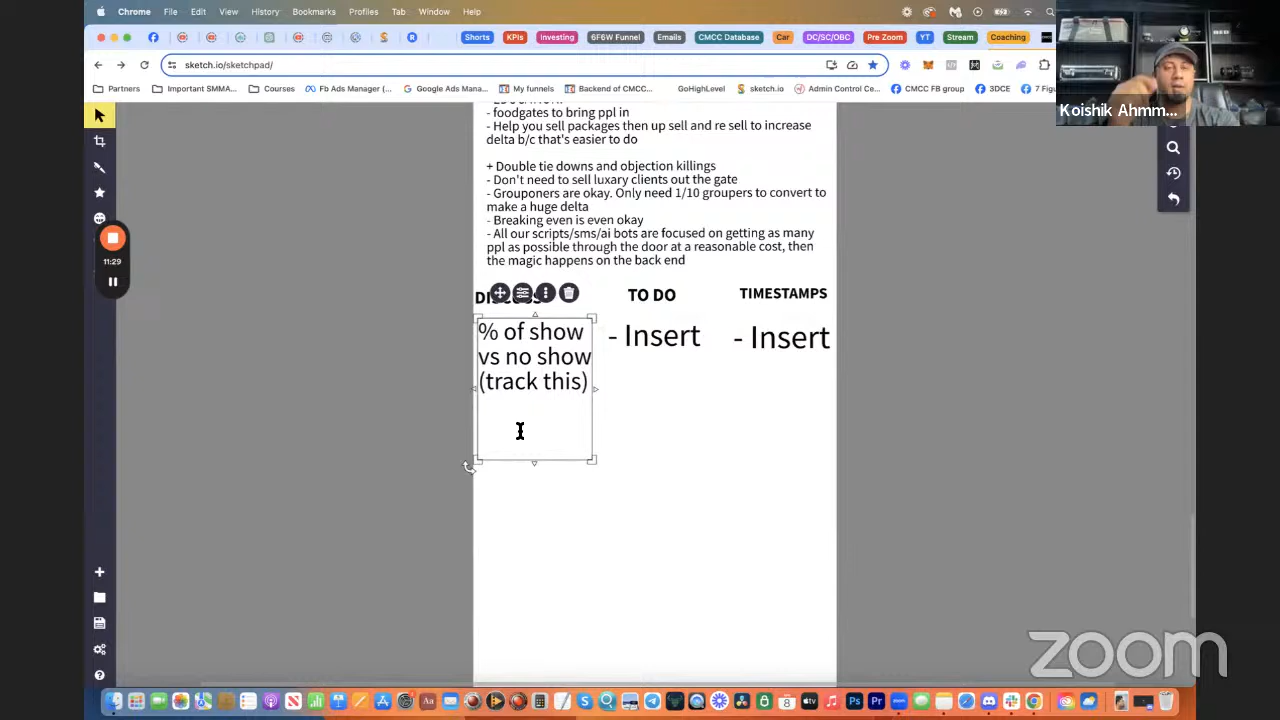 Chrome File Edit View History Bookmarks Profiles Tab Window Help
Shorts KPIs Investing 6F6W Funnel Emails CMCC Database Car DC/SC/OBC Pre Zoom YT Stream Coaching
sketch.io/sketchpad/
Partners Important SMMA... Courses Fb Ads Manager (... Google Ads Mana... My funnels Backend of CMCC... GoHighLevel sketch.io Admin Control Ce... CMCC FB group 3DCE 7 Figu
Koishik Ahmm...
- foodgates to bring ppl in
- Help you sell packages then up sell and re sell to increase
delta b/c that's easier to do
+ Double tie downs and objection killings
- Don't need to sell luxary clients out the gate
- Grouponers are okay. Only need 1/10 groupers to convert to
make a huge delta
- Breaking even is even okay
- All our scripts/sms/ai bots are focused on getting as many
ppl as possible through the door at a reasonable cost, then
the magic happens on the back end
11:29
TO DO
TIMESTAMPS
% of show
vs no show
(track this)
- Insert
- Insert
zoom